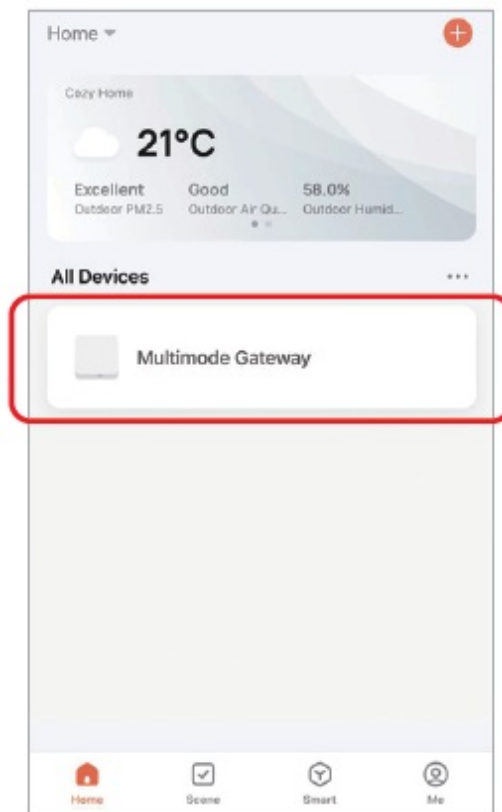 Home
Cozy Home
21°C
Excellent Good 58.0%
Outdoor PM2.5 Outdoor Air Qu... Outdoor Humid...
All Devices
Multimode Gateway
Home Scene Smart Me